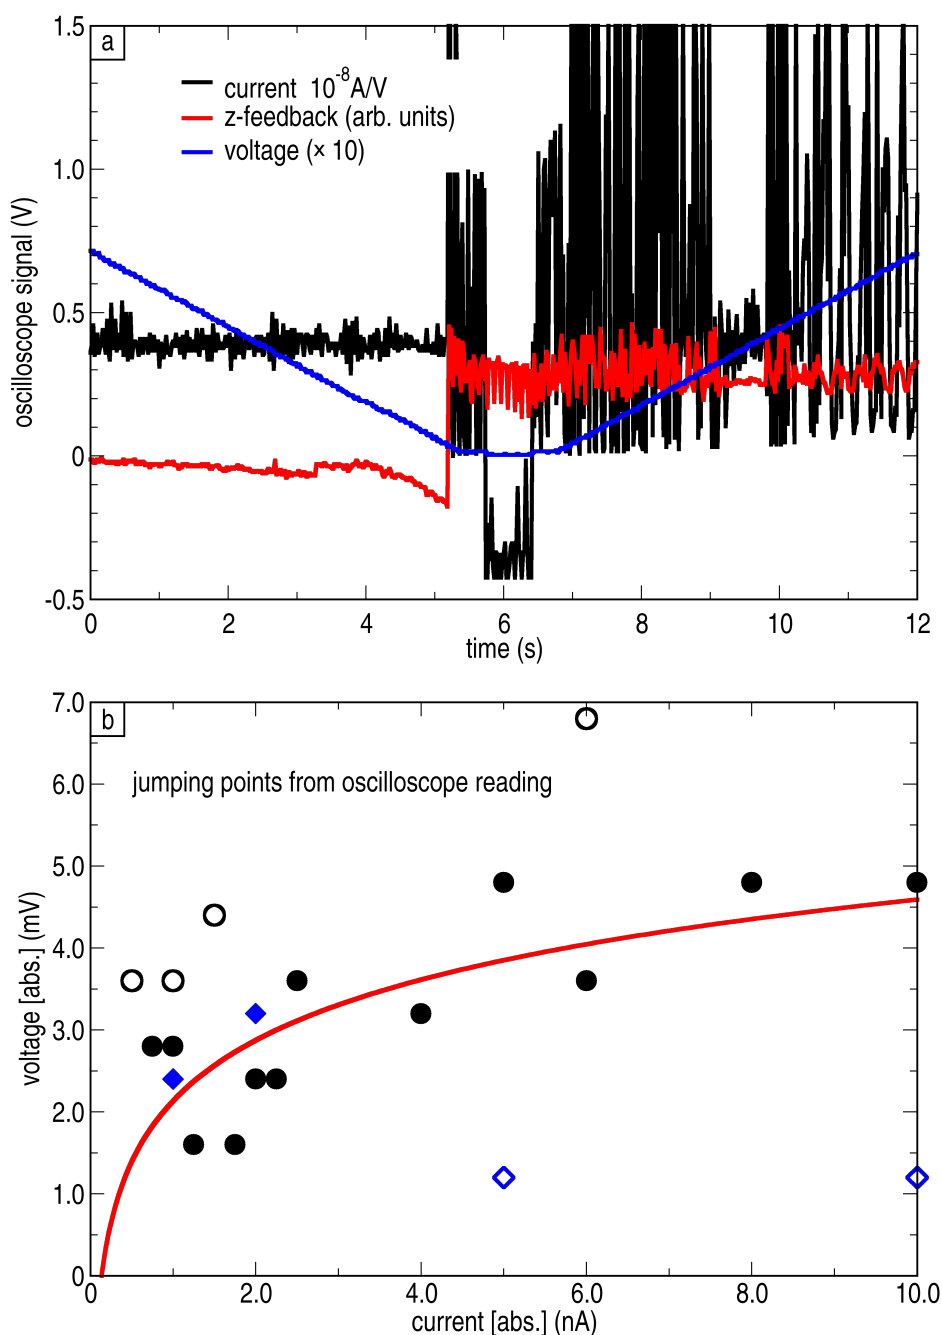 a
1.5
1.0
0.5
0
-0.5
oscilloscope signal (V)
current 10⁻⁸A/V
z-feedback (arb. units)
voltage (× 10)
0 2 4 6 8 10 12
time (s)
b
7.0
6.0
5.0
4.0
3.0
2.0
1.0
0
voltage [abs.] (mV)
jumping points from oscilloscope reading
0 2.0 4.0 6.0 8.0 10.0
current [abs.] (nA)